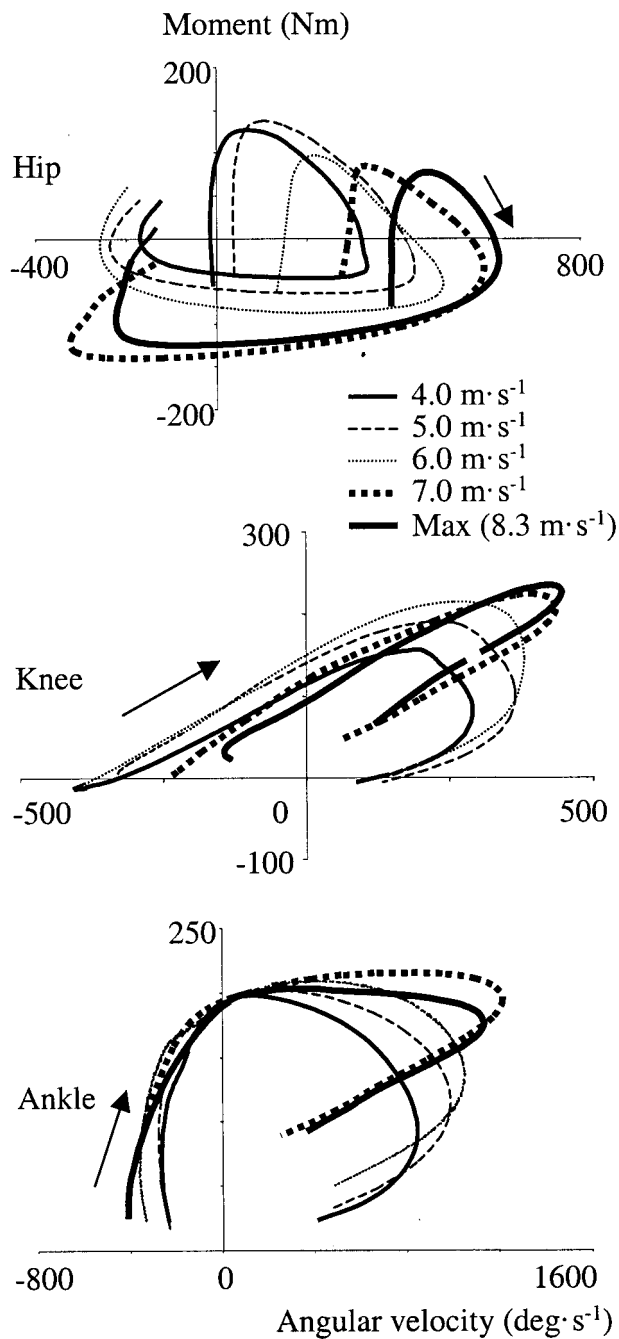 Moment (Nm)
200
Hip
-400
800
-200
4.0 m·s-1
5.0 m·s-1
6.0 m·s-1
7.0 m·s-1
Max (8.3 m·s-1)
300
Knee
-500
0
500
-100
250
Ankle
-800
0
1600
Angular velocity (deg·s-1)